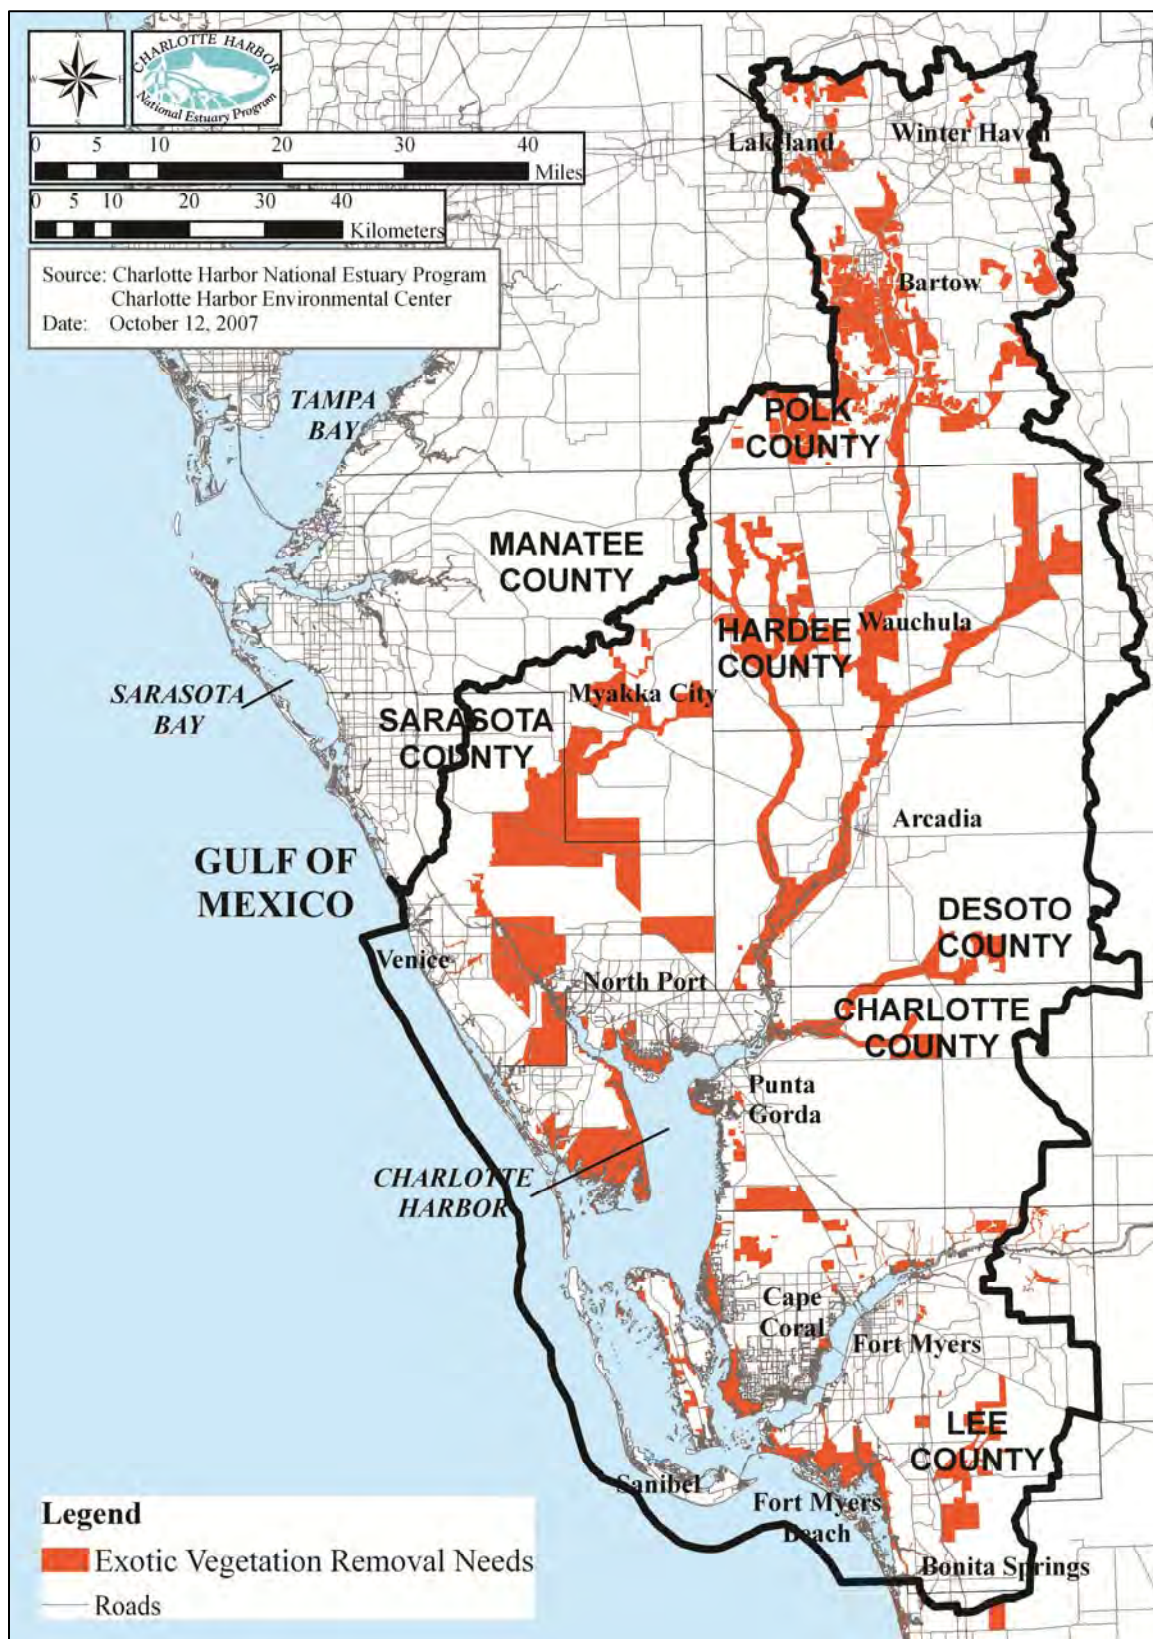 N
W E
S
CHARLOTTE HARBOR
National Estuary Program
0 5 10 20 30 40
Miles
0 5 10 20 30 40
Kilometers
Source: Charlotte Harbor National Estuary Program
Charlotte Harbor Environmental Center
Date: October 12, 2007
Lakeland
Winter Haven
Bartow
TAMPA
BAY
POLK
COUNTY
MANATEE
COUNTY
HARDEE
COUNTY
Wauchula
SARASOTA
BAY
Myakka City
SARASOTA
COUNTY
Arcadia
GULF OF
MEXICO
DESOTO
COUNTY
Venice
North Port
CHARLOTTE
COUNTY
Punta
Gorda
CHARLOTTE
HARBOR
Cape
Coral
Fort Myers
LEE
COUNTY
Sanibel
Fort Myers
Beach
Bonita Springs
Legend
Exotic Vegetation Removal Needs
Roads